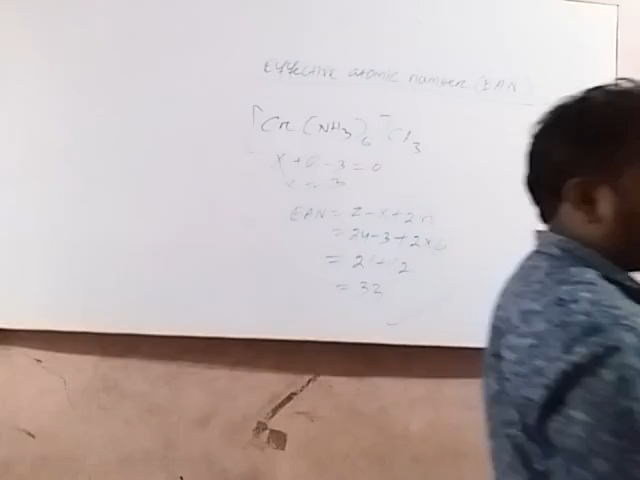 Effective atomic number (EAN)
[Cr(NH3)6]Cl3
x + 0 - 3 = 0
x = 3
EAN = Z - x + 2n
= 24 - 3 + 2×6
= 21 + 12
= 32